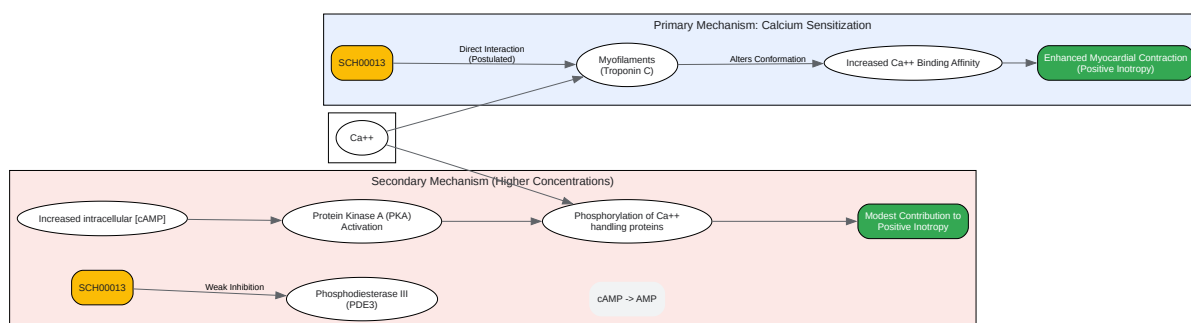 Primary Mechanism: Calcium Sensitization
SCH00013
Direct Interaction
(Postulated)
Myofilaments
(Troponin C)
Alters Conformation
Increased Ca++ Binding Affinity
Enhanced Myocardial Contraction
(Positive Inotropy)
Ca++
Secondary Mechanism (Higher Concentrations)
Increased intracellular [cAMP]
Protein Kinase A (PKA)
Activation
Phosphorylation of Ca++
handling proteins
Modest Contribution to
Positive Inotropy
SCH00013
Weak Inhibition
Phosphodiesterase III
(PDE3)
cAMP -> AMP